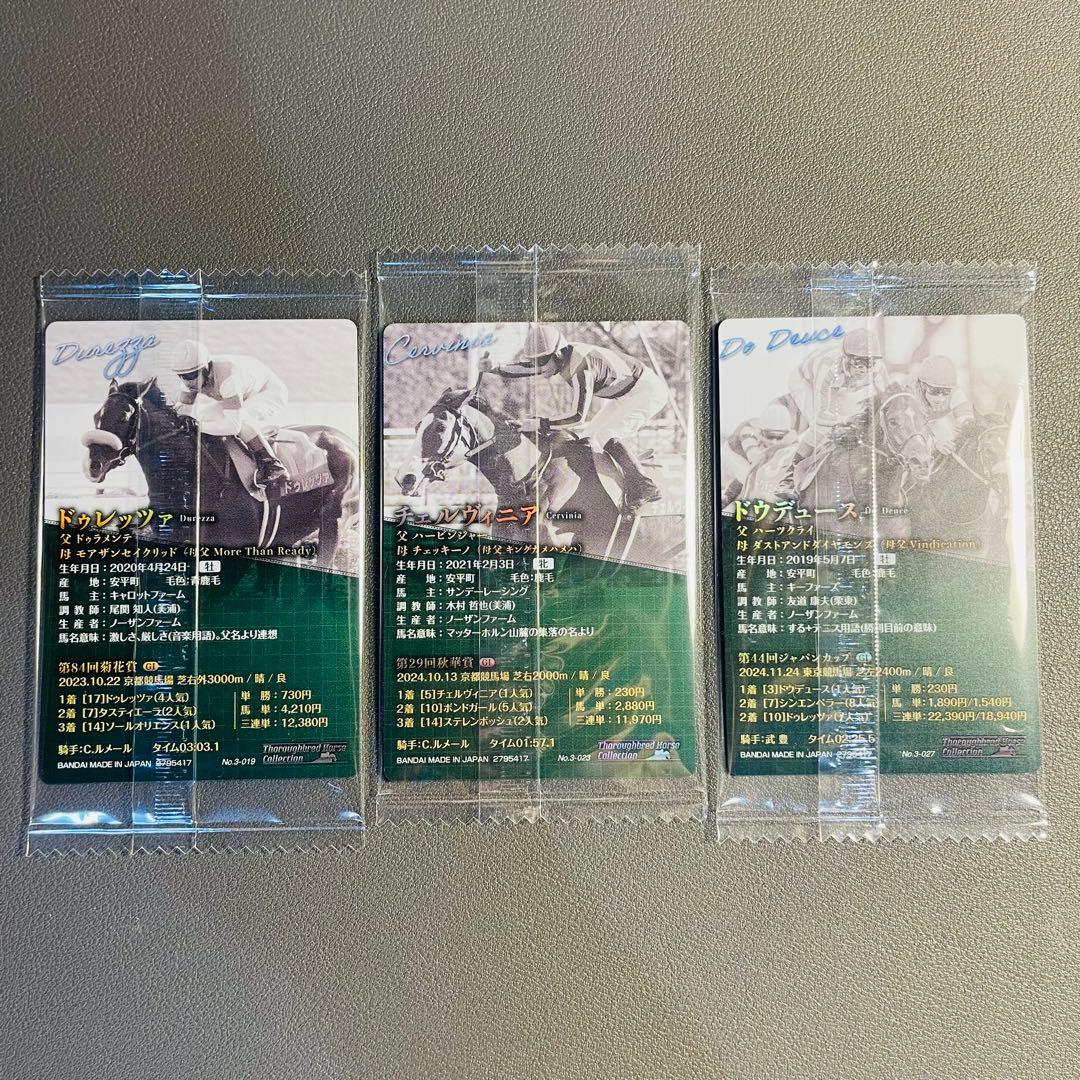 Durezza
ドゥレッツァ
ドゥレッツァ Durezza
父 ドゥラメンテ
母 モアザンセイクリッド（母父 More Than Ready）
生年月日：2020年4月24日 牡
産 地：安平町 毛色：青鹿毛
馬 主：キャロットファーム
調 教 師：尾関 知人(美浦)
生 産 者：ノーザンファーム
馬名意味：激しさ、厳しさ(音楽用語)。父名より連想
第84回菊花賞 GI
2023.10.22 京都競馬場 芝右外3000m / 晴 / 良
1着 [17]ドゥレッツァ(4人気) 単 勝：730円
2着 [7]タスティエーラ(2人気) 馬 単：4,210円
3着 [14]ソールオリエンス(1人気) 三連単：12,380円
騎手：C.ルメール タイム03:03.1
Thoroughbred Horse Collection
BANDAI MADE IN JAPAN 2795417 No.3-019
Cervinia
チェルヴィニア Cervinia
父 ハービンジャー
母 チェッキーノ（母父 キングカメハメハ）
生年月日：2021年2月3日 牝
産 地：安平町 毛色：鹿毛
馬 主：サンデーレーシング
調 教 師：木村 哲也(美浦)
生 産 者：ノーザンファーム
馬名意味：マッターホルン山麓の集落の名より
第29回秋華賞 GI
2024.10.13 京都競馬場 芝右2000m / 晴 / 良
1着 [5]チェルヴィニア(1人気) 単 勝：230円
2着 [10]ボンドガール(5人気) 馬 単：2,880円
3着 [14]ステレンボッシュ(2人気) 三連単：11,970円
騎手：C.ルメール タイム01:57.1
Thoroughbred Horse Collection
BANDAI MADE IN JAPAN 2795417 No.3-023
Do Deuce
ドウデュース Do Deuce
父 ハーツクライ
母 ダストアンドダイヤモンズ（母父 Vindication）
生年月日：2019年5月7日 牡
産 地：安平町 毛色：鹿毛
馬 主：キーファーズ
調 教 師：友道 康夫(栗東)
生 産 者：ノーザンファーム
馬名意味：する+テニス用語(勝利目前の意味)
第44回ジャパンカップ GI
2024.11.24 東京競馬場 芝左2400m / 晴 / 良
1着 [3]ドウデュース(1人気) 単 勝：230円
2着 [7]シンエンペラー(8人気) 馬 単：1,890円/1,540円
2着 [10]ドゥレッツァ(7人気) 三連単：22,390円/18,940円
騎手：武 豊 タイム02:25.5
Thoroughbred Horse Collection
BANDAI MADE IN JAPAN 2795417 No.3-027